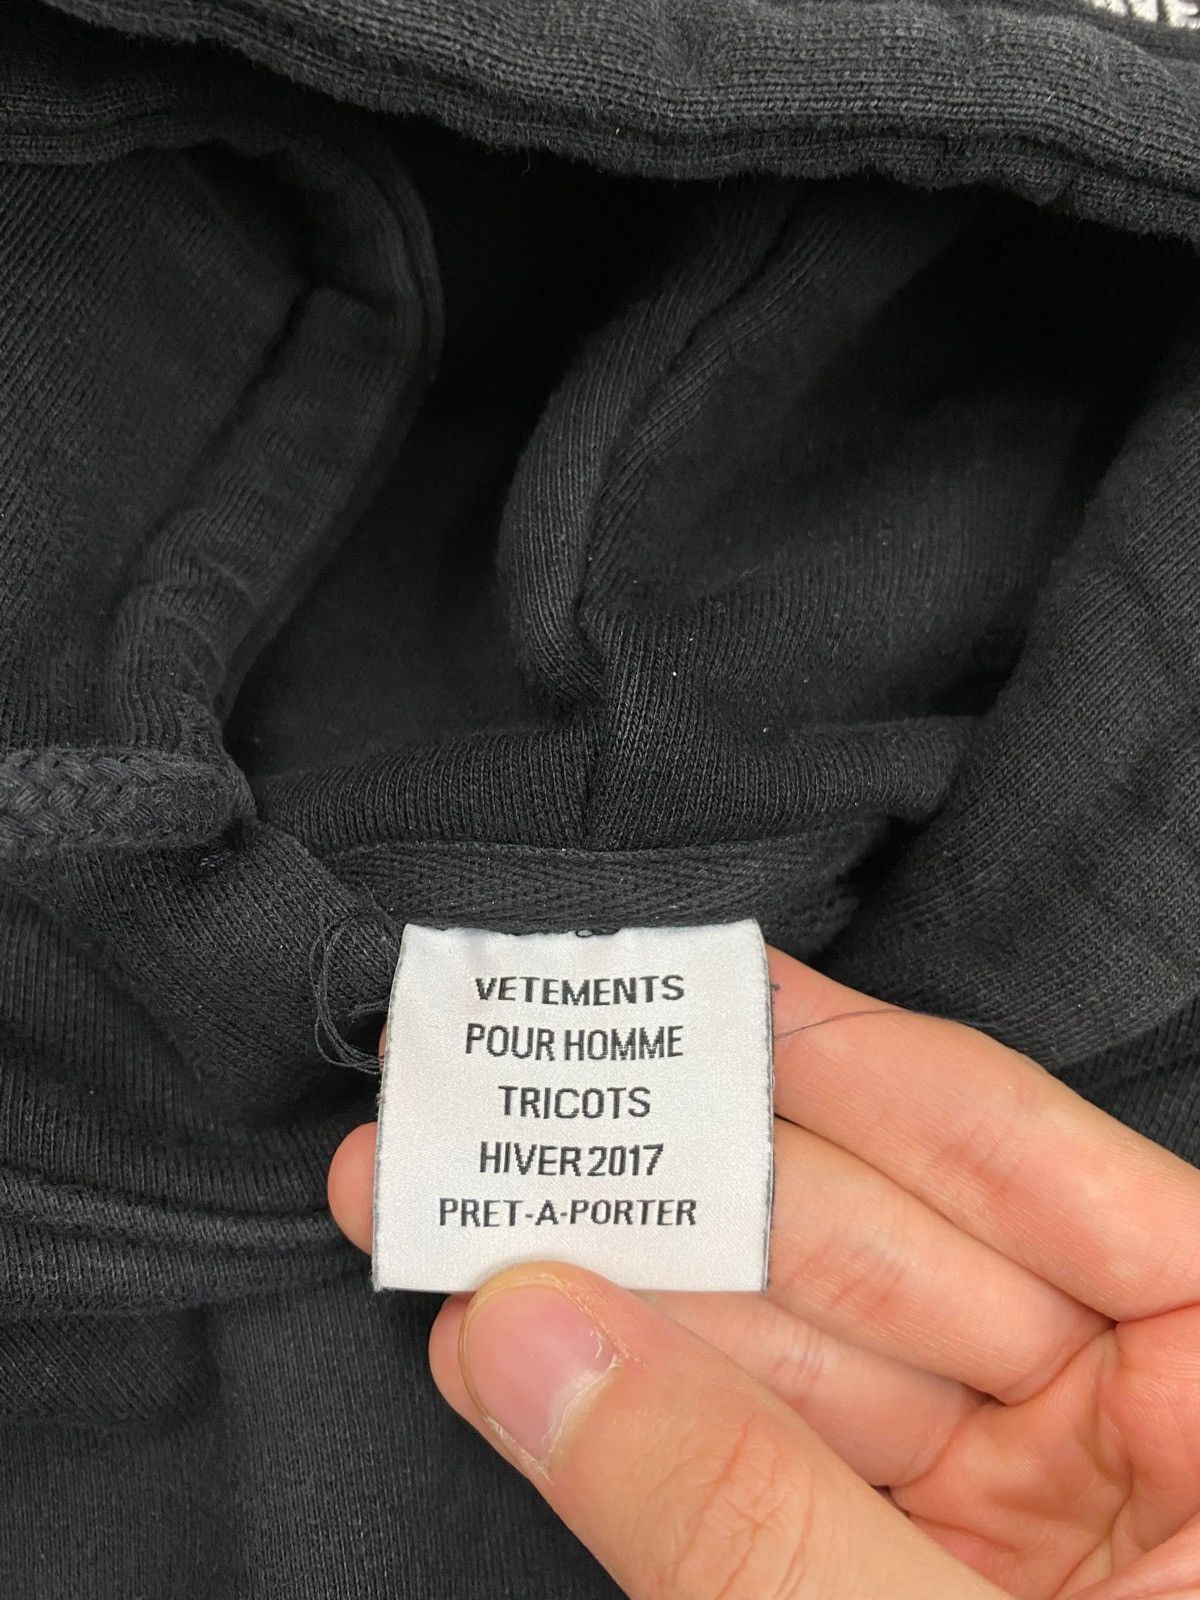 VETEMENTS
POUR HOMME
TRICOTS
HIVER 2017
PRET-A-PORTER